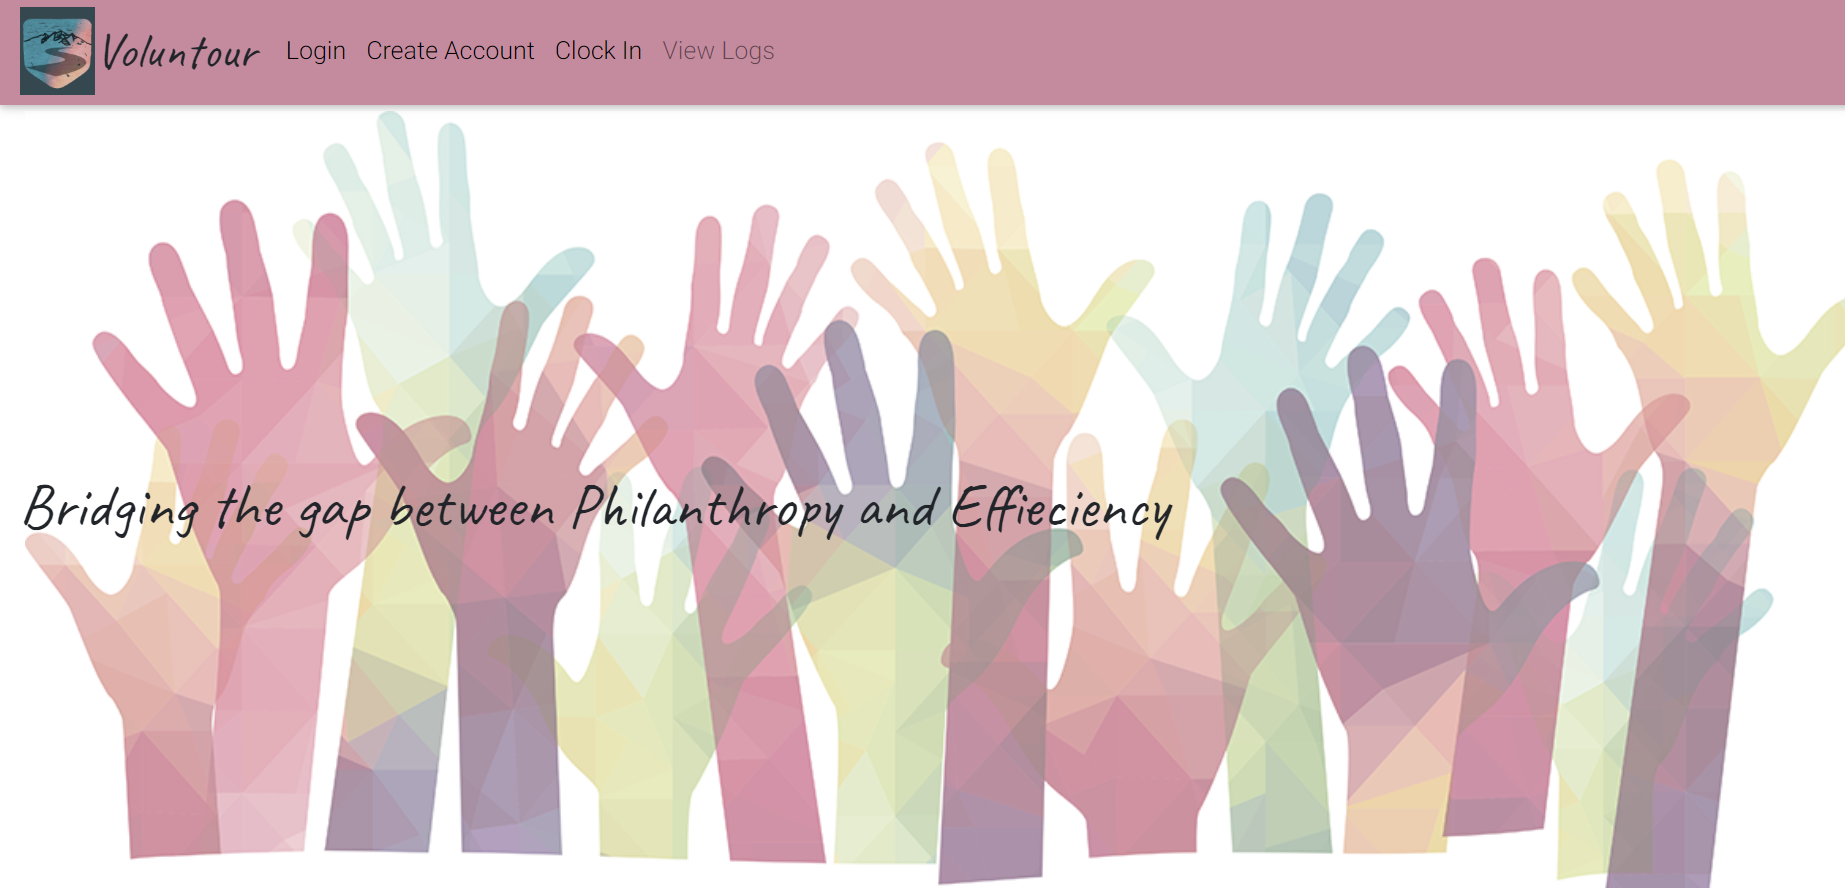 Voluntour Login Create Account Clock In View Logs
Bridging the gap between Philanthropy and Effieciency